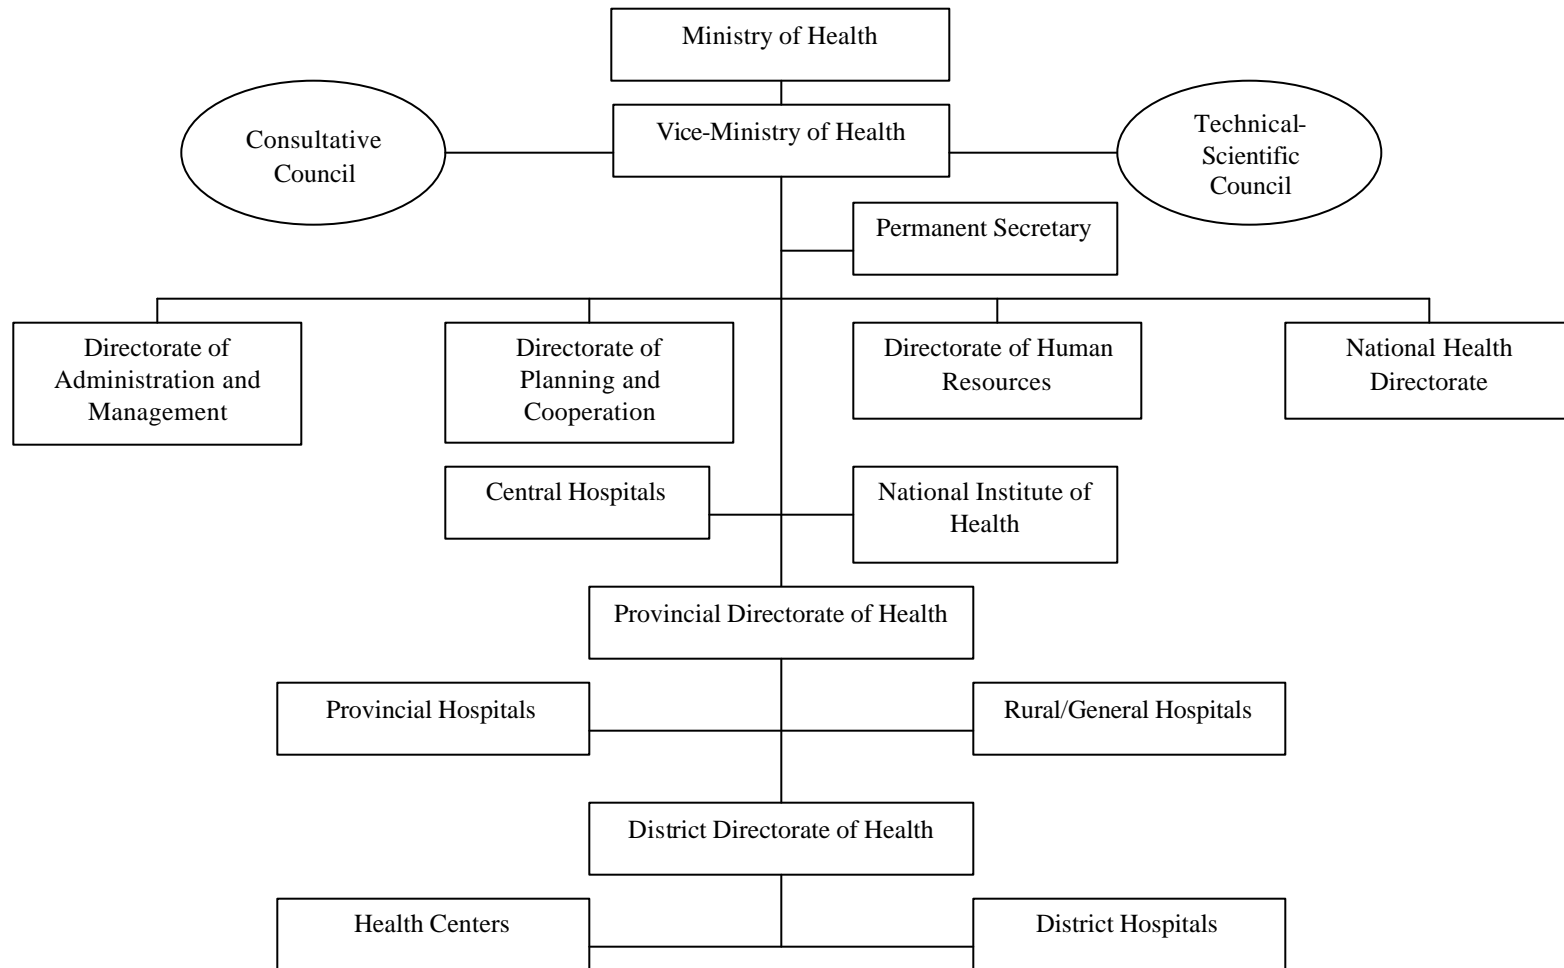 Ministry of Health
Consultative
Council
Vice-Ministry of Health
Technical-
Scientific
Council
Permanent Secretary
Directorate of
Administration and
Management
Directorate of
Planning and
Cooperation
Directorate of Human
Resources
National Health
Directorate
Central Hospitals
National Institute of
Health
Provincial Directorate of Health
Provincial Hospitals
Rural/General Hospitals
District Directorate of Health
Health Centers
District Hospitals